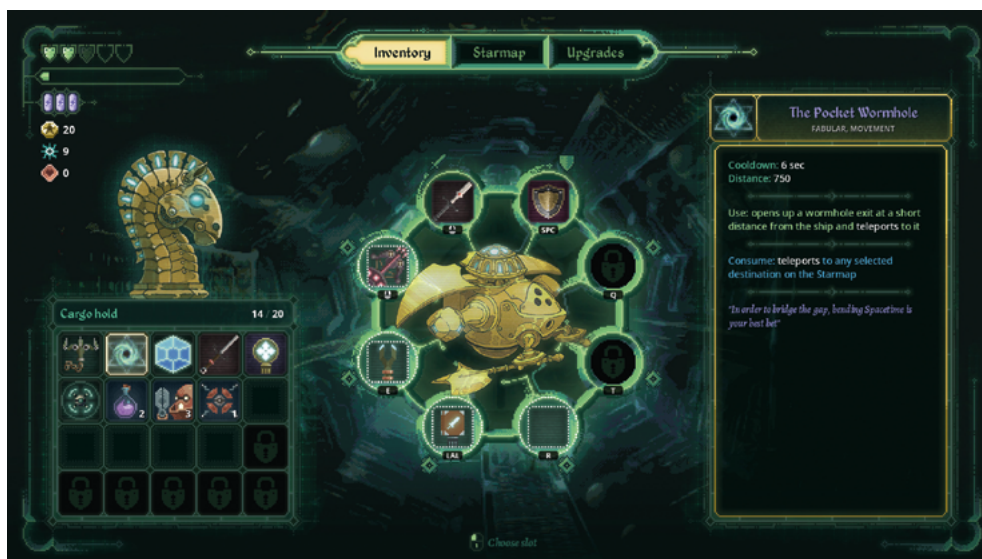 Inventory
Starmap
Upgrades
20
9
0
The Pocket Wormhole
FABULAR, MOVEMENT
Cooldown: 6 sec
Distance: 750
Use: opens up a wormhole exit at a short
distance from the ship and teleports to it
Consume: teleports to any selected
destination on the Starmap
"In order to bridge the gap, bending Spacetime is
your best bet"
SPC
Q
E
T
LAL
R
Cargo hold
14 / 20
2
3
1
Choose slot